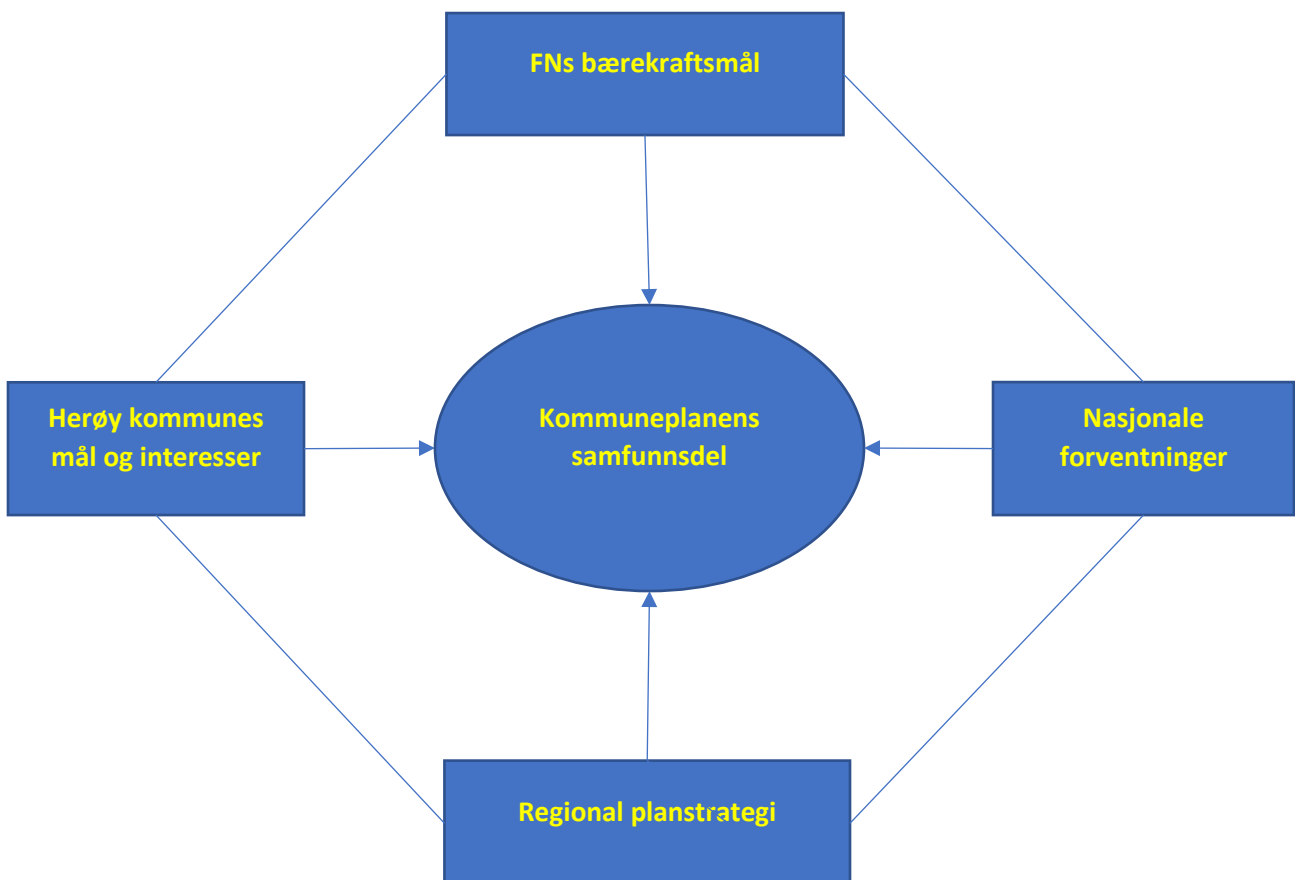 FNs bærekraftsmål
Herøy kommunes
mål og interesser
Kommuneplanens
samfunnsdel
Nasjonale
forventninger
Regional planstrategi